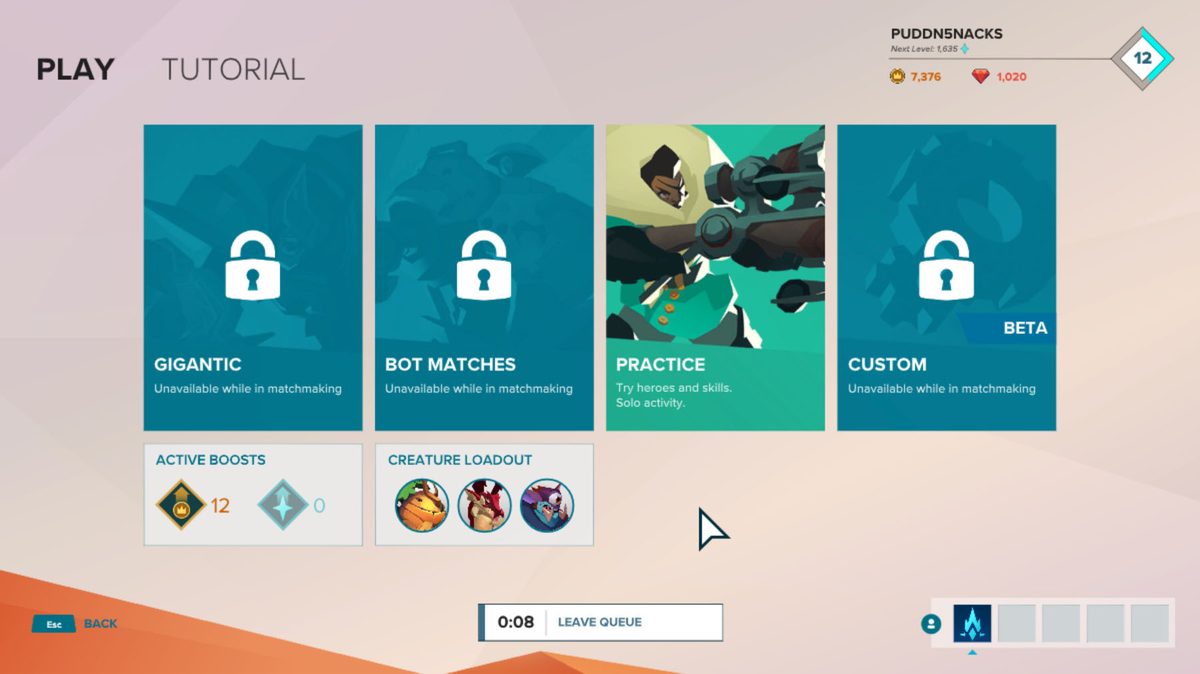 PLAY
TUTORIAL
PUDDN5NACKS
Next Level: 1,635
7,376
1,020
12
GIGANTIC
Unavailable while in matchmaking
BOT MATCHES
Unavailable while in matchmaking
PRACTICE
Try heroes and skills.
Solo activity.
BETA
CUSTOM
Unavailable while in matchmaking
ACTIVE BOOSTS
12
0
CREATURE LOADOUT
Esc
BACK
0:08
LEAVE QUEUE